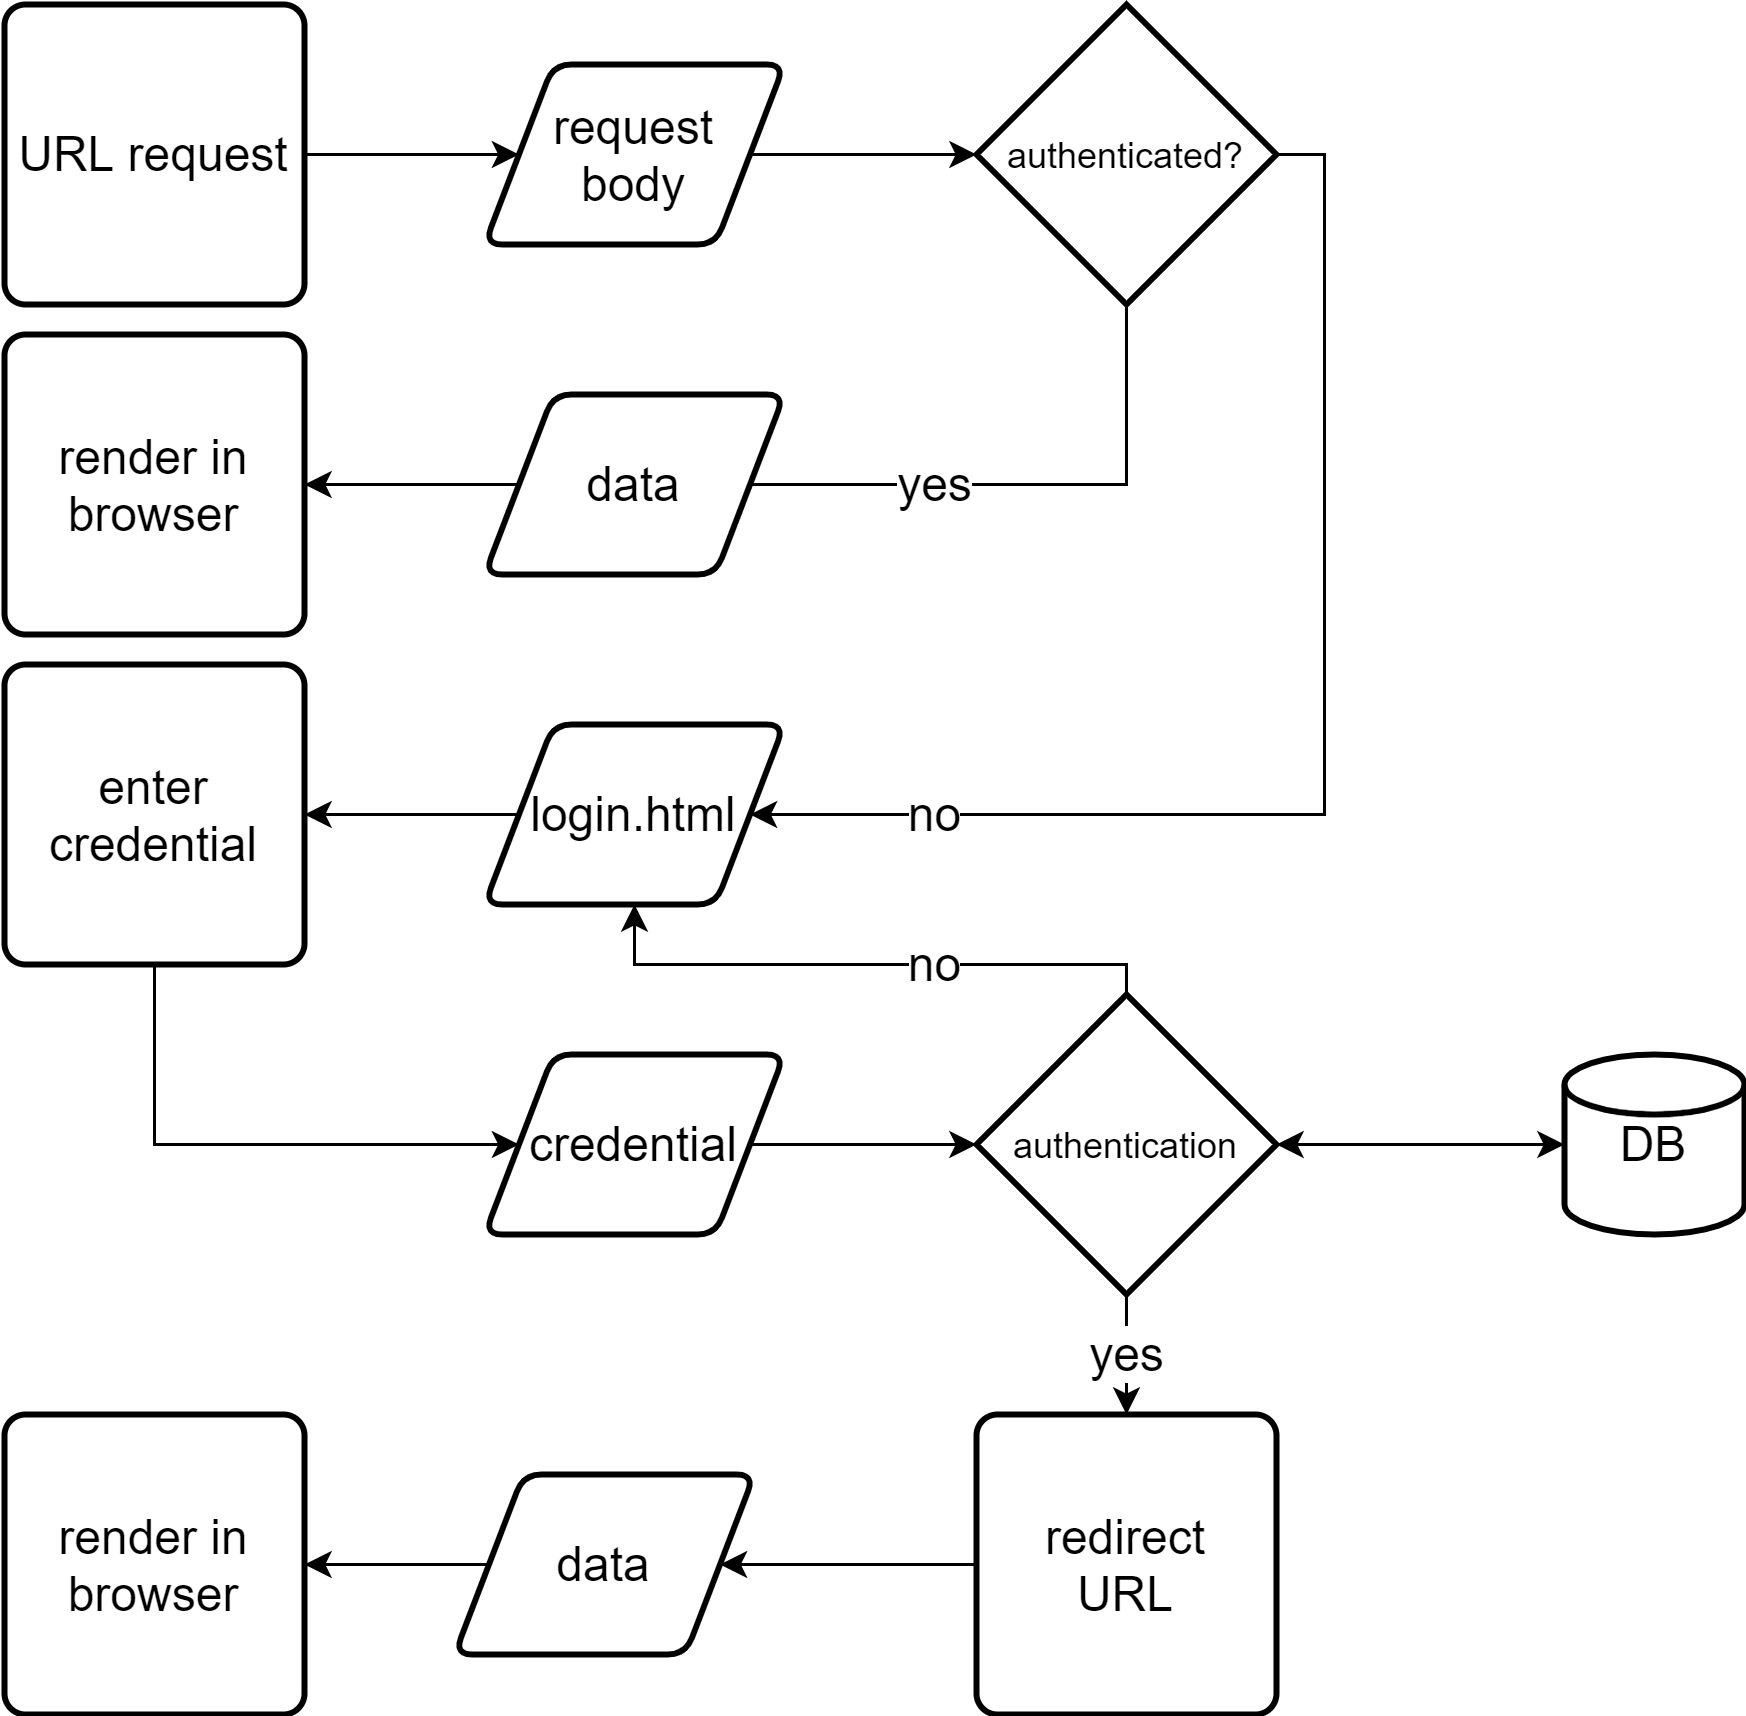 URL request
request
body
authenticated?
render in
browser
data
yes
enter
credential
login.html
no
no
credential
authentication
DB
yes
render in
browser
data
redirect
URL